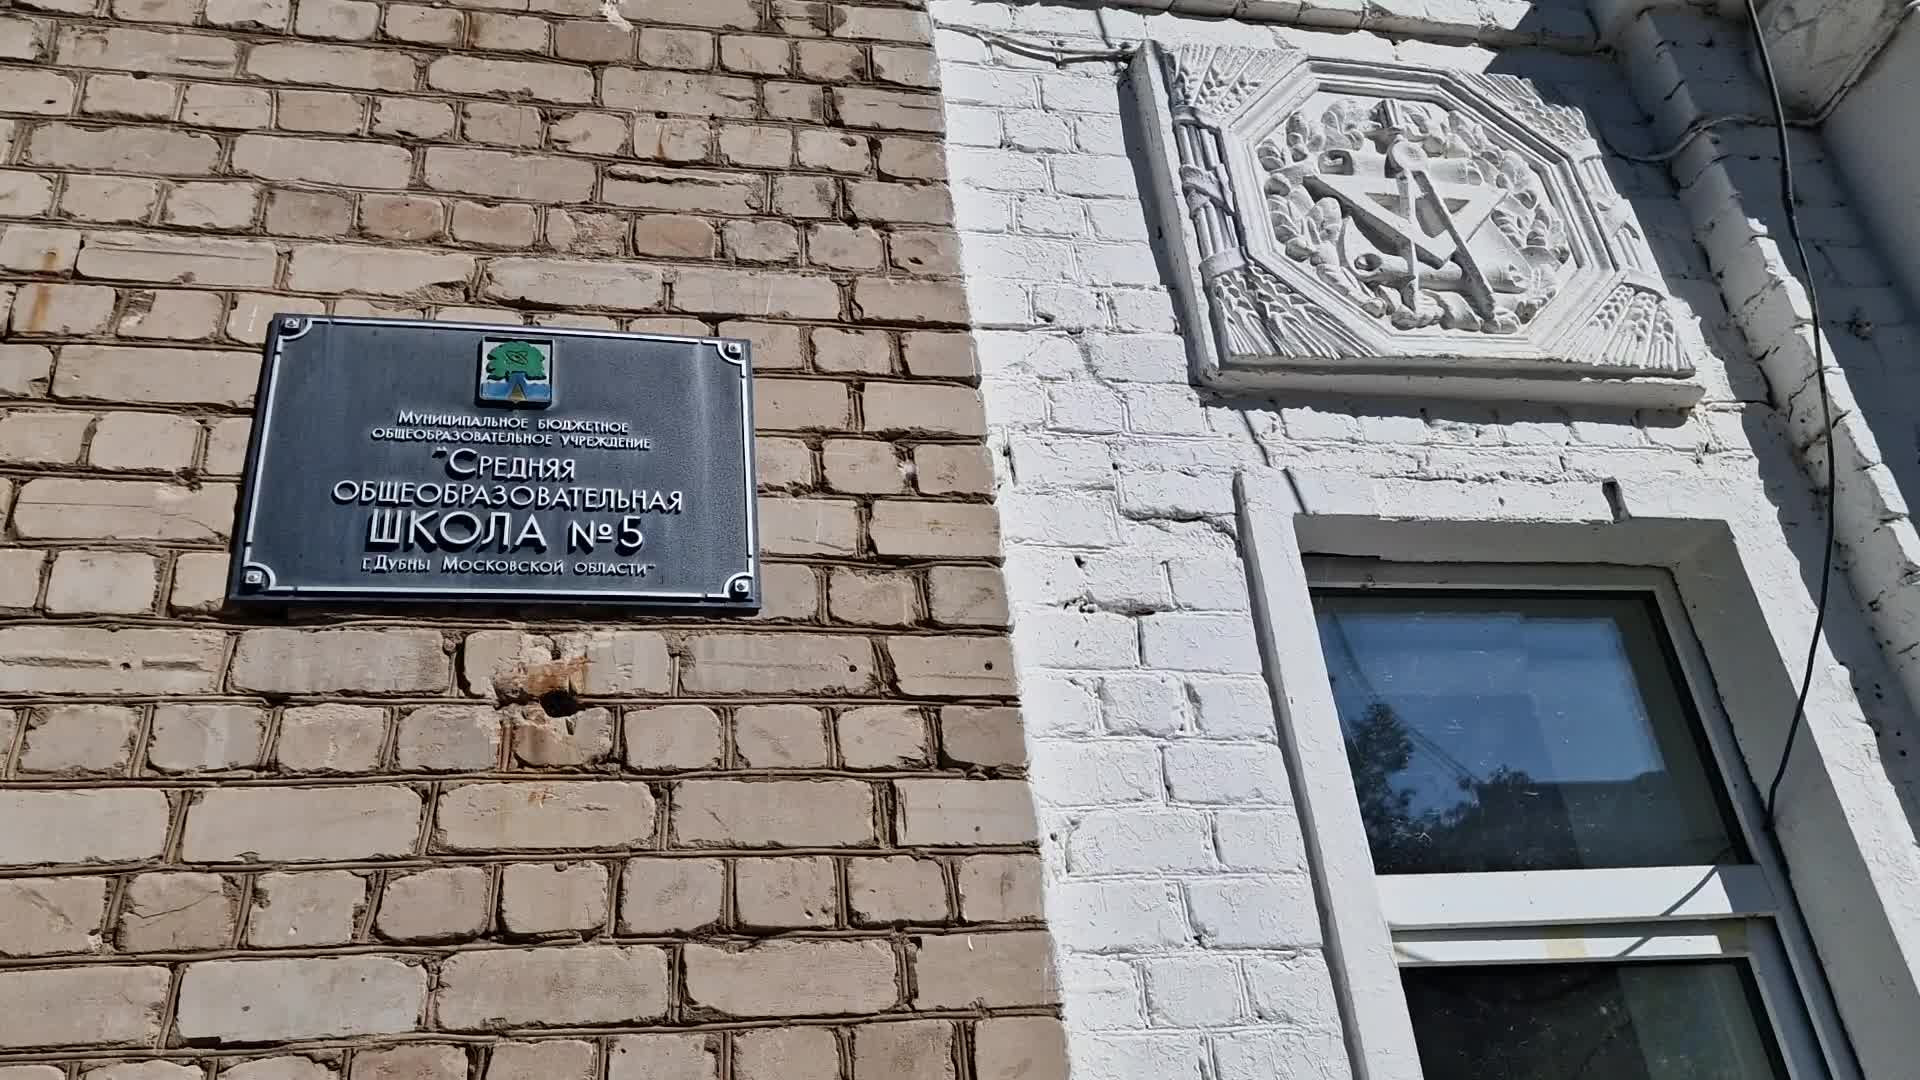 Муниципальное бюджетное
общеобразовательное учреждение
"Средняя
общеобразовательная
ШКОЛА №5
г. Дубны Московской области"